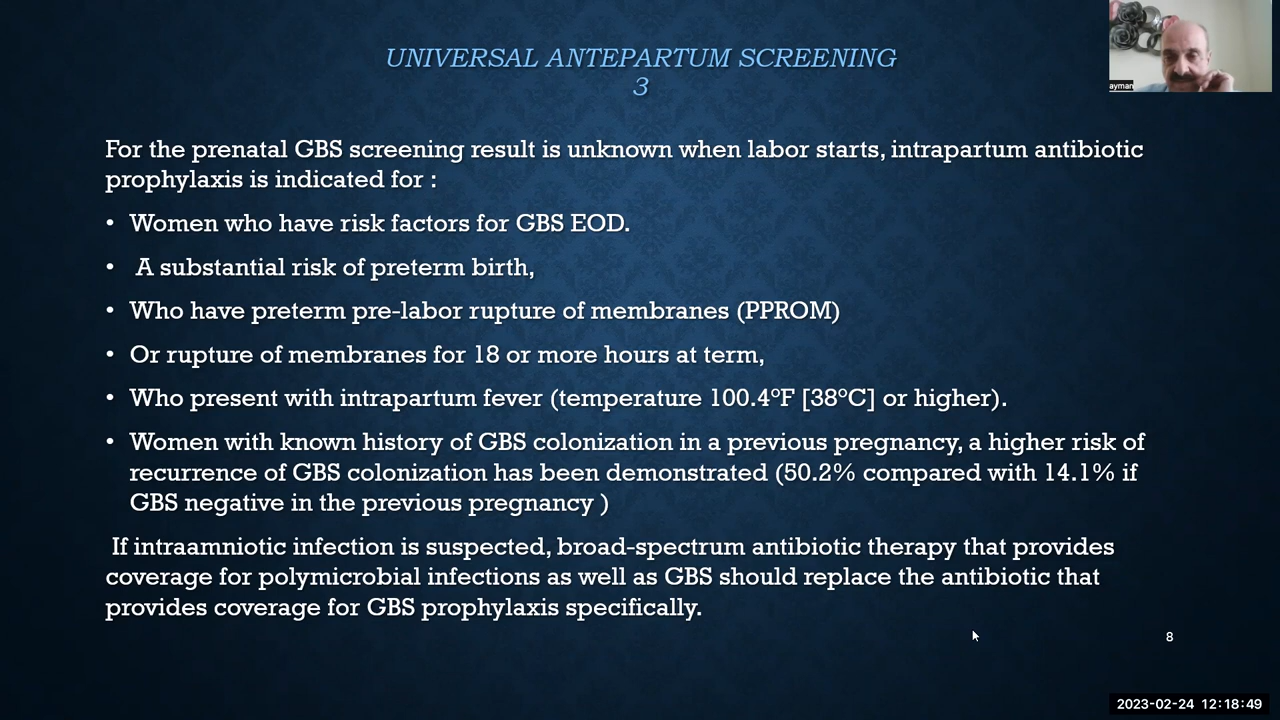 UNIVERSAL ANTEPARTUM SCREENING
3
ayman
For the prenatal GBS screening result is unknown when labor starts, intrapartum antibiotic
prophylaxis is indicated for :
• Women who have risk factors for GBS EOD.
• A substantial risk of preterm birth,
• Who have preterm pre-labor rupture of membranes (PPROM)
• Or rupture of membranes for 18 or more hours at term,
• Who present with intrapartum fever (temperature 100.4°F [38°C] or higher).
• Women with known history of GBS colonization in a previous pregnancy, a higher risk of
recurrence of GBS colonization has been demonstrated (50.2% compared with 14.1% if
GBS negative in the previous pregnancy )
If intraamniotic infection is suspected, broad-spectrum antibiotic therapy that provides
coverage for polymicrobial infections as well as GBS should replace the antibiotic that
provides coverage for GBS prophylaxis specifically.
8
2023-02-24 12:18:49